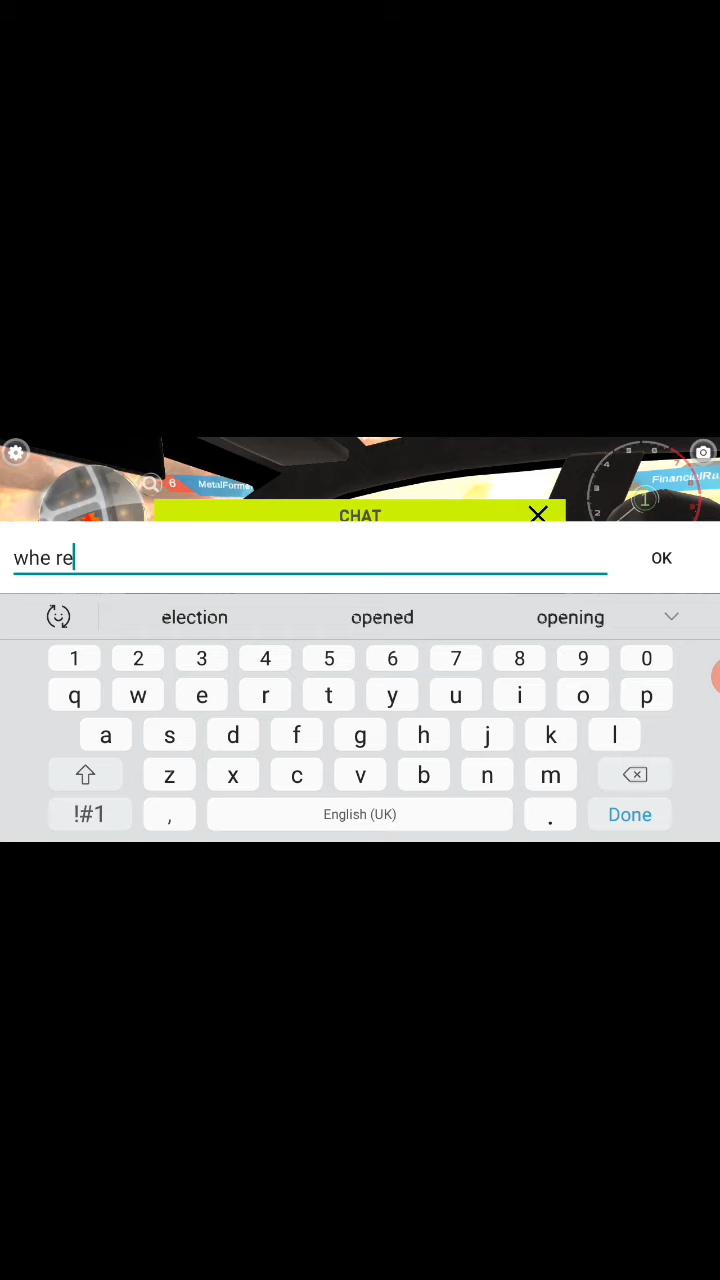 6 MetalForme
CHAT
whe re
OK
election opened opening
1 2 3 4 5 6 7 8 9 0
q w e r t y u i o p
a s d f g h j k l
z x c v b n m
!#1 , English (UK) . Done